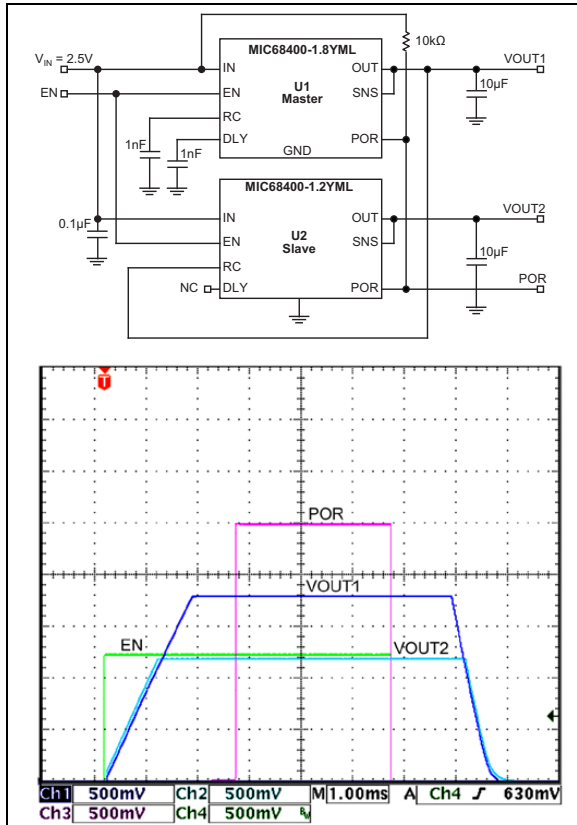 MIC68400-1.8YML
10kΩ
V_IN = 2.5V
IN
OUT
VOUT1
U1
Master
EN
EN
SNS
10µF
RC
1nF
DLY
POR
1nF
GND
MIC68400-1.2YML
IN
OUT
VOUT2
0.1µF
U2
Slave
EN
SNS
RC
10µF
NC
DLY
POR
POR
T
POR
VOUT1
EN
VOUT2
Ch1 500mV Ch2 500mV M 1.00ms A Ch4 630mV
Ch3 500mV Ch4 500mV BW